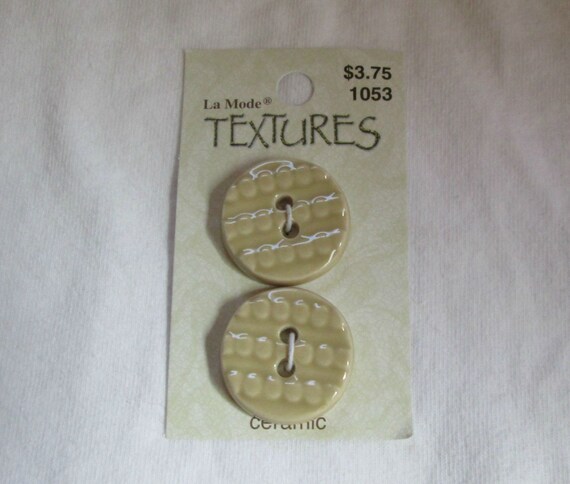 $3.75
1053
La Mode®
TEXTURES
ceramic